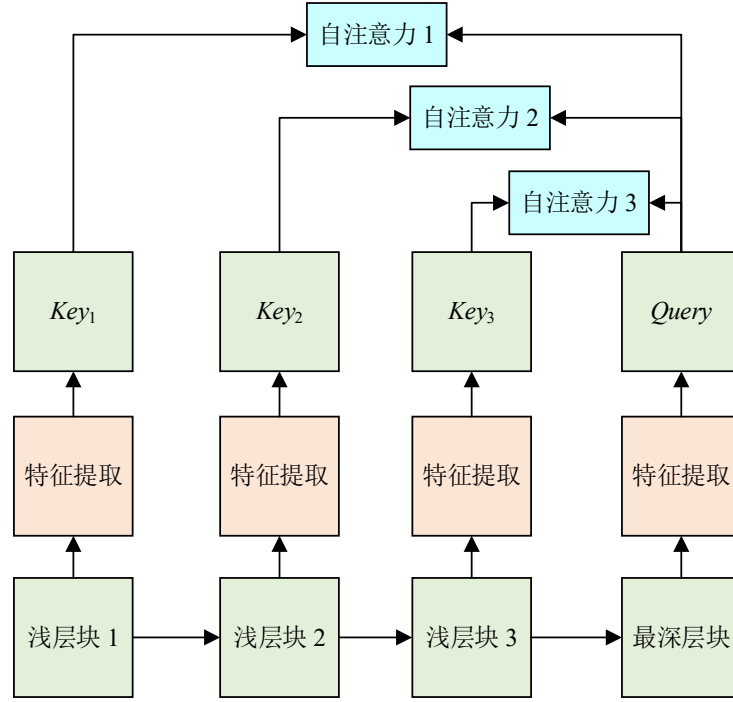 自注意力 1
自注意力 2
自注意力 3
Key₁
Key₂
Key₃
Query
特征提取
特征提取
特征提取
特征提取
浅层块 1
浅层块 2
浅层块 3
最深层块